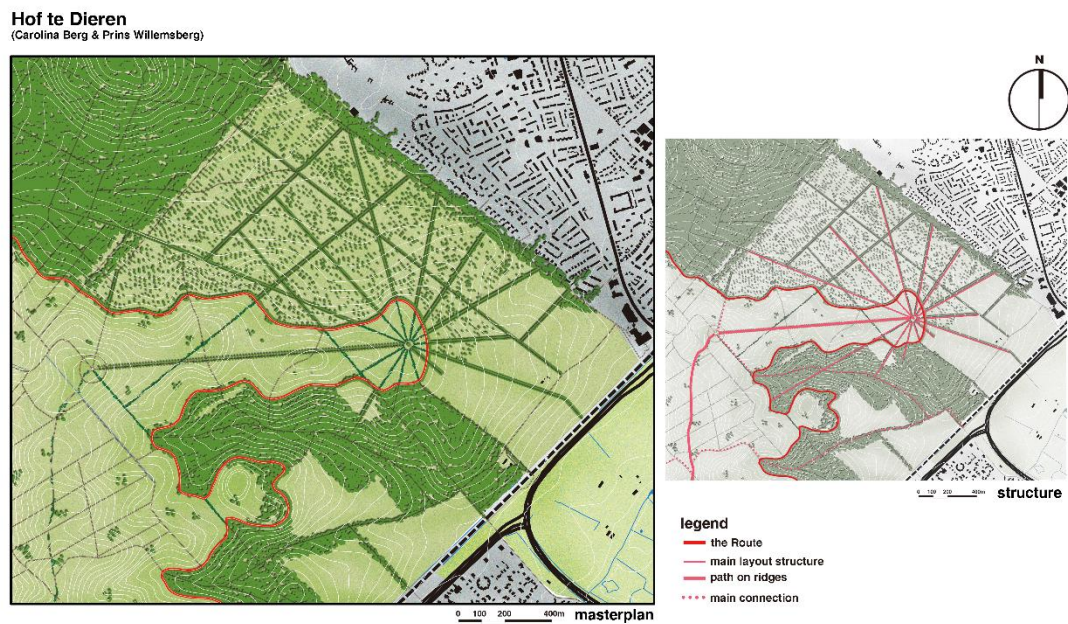 Hof te Dieren
(Carolina Berg & Prins Willemsberg)
N
0 100 200 400m masterplan
0 100 200 400m structure
legend
the Route
main layout structure
path on ridges
main connection